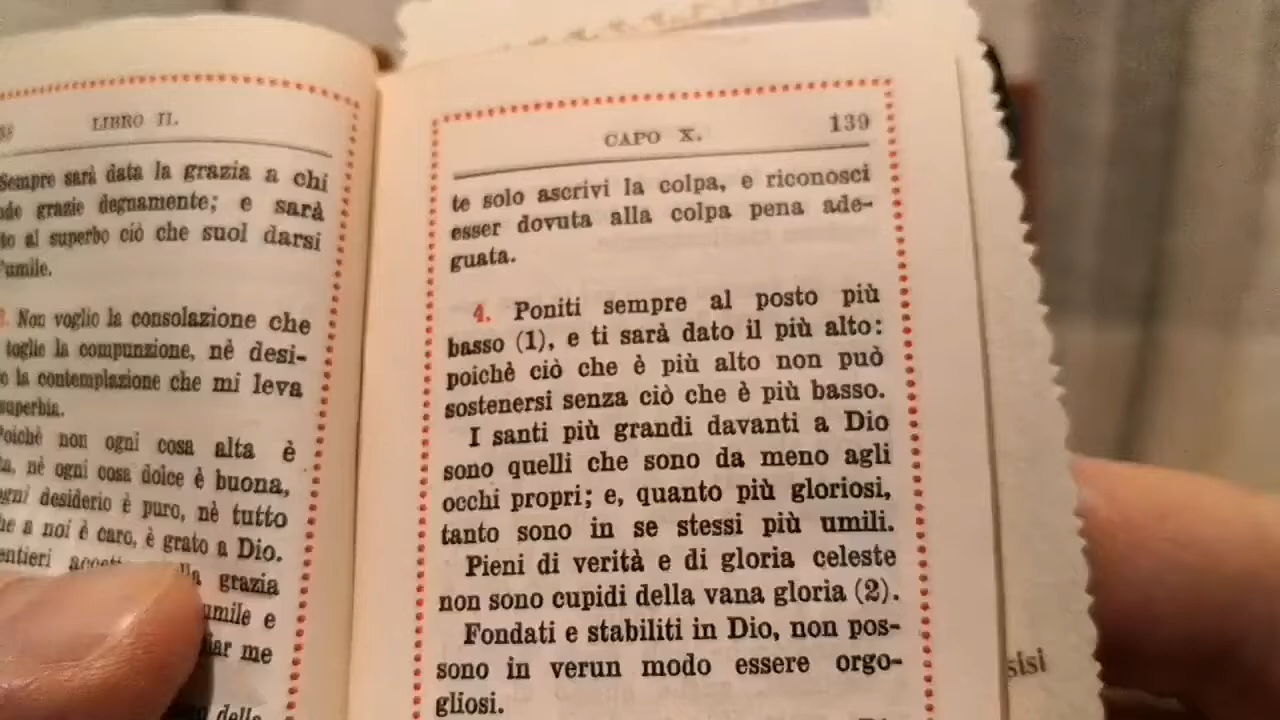 LIBRO II.
Sempre sarà data la grazia a chi
grazie degnamente; e sarà
al superbo ciò che suol darsi
umile.
Non voglio la consolazione che
toglie la compunzione, nè desi-
la contemplazione che mi leva
superbia.
Poichè non ogni cosa alta è
nè ogni cosa dolce è buona,
desiderio è puro, nè tutto
a noi è caro, è grato a Dio.
grazia
umile e
me
CAPO X. 139
te solo ascrivi la colpa, e riconosci
esser dovuta alla colpa pena ade-
guata.
4. Poniti sempre al posto più
basso (1), e ti sarà dato il più alto:
poichè ciò che è più alto non può
sostenersi senza ciò che è più basso.
I santi più grandi davanti a Dio
sono quelli che sono da meno agli
occhi propri; e, quanto più gloriosi,
tanto sono in se stessi più umili.
Pieni di verità e di gloria celeste
non sono cupidi della vana gloria (2).
Fondati e stabiliti in Dio, non pos-
sono in verun modo essere orgo-
gliosi.
sisi